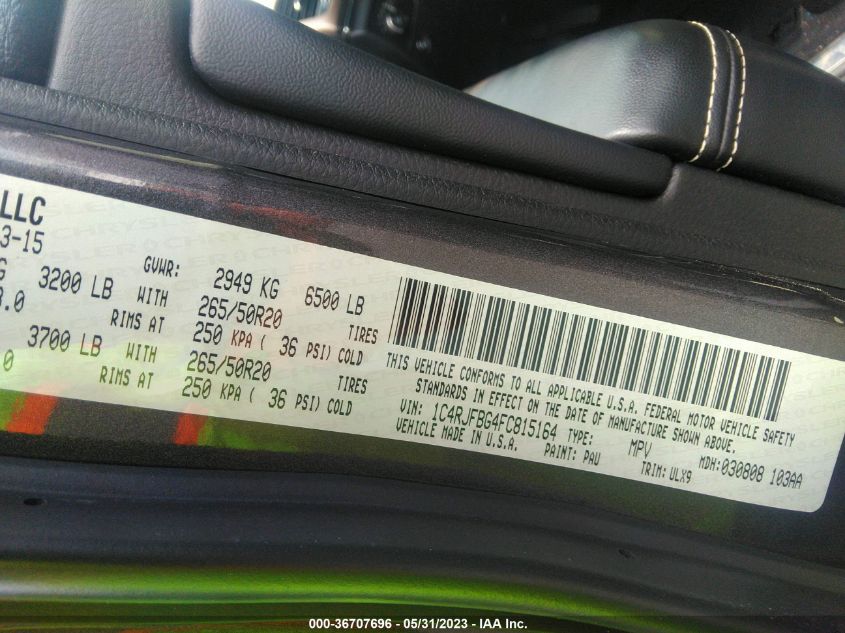 LLC
3-15
G 3200 LB GVWR: 2949 KG 6500 LB
.0 WITH 265/50R20 TIRES
RIMS AT 250 KPA ( 36 PSI) COLD
3700 LB WITH 265/50R20 TIRES
0 RIMS AT 250 KPA ( 36 PSI) COLD
THIS VEHICLE CONFORMS TO ALL APPLICABLE U.S.A. FEDERAL MOTOR VEHICLE SAFETY
STANDARDS IN EFFECT ON THE DATE OF MANUFACTURE SHOWN ABOVE.
VIN: 1C4RJFBG4FC815164 TYPE: MPV MDH:030808 103AA
VEHICLE MADE IN U.S.A. PAINT: PAU TRIM: ULX9
000-36707696 - 05/31/2023 - IAA Inc.